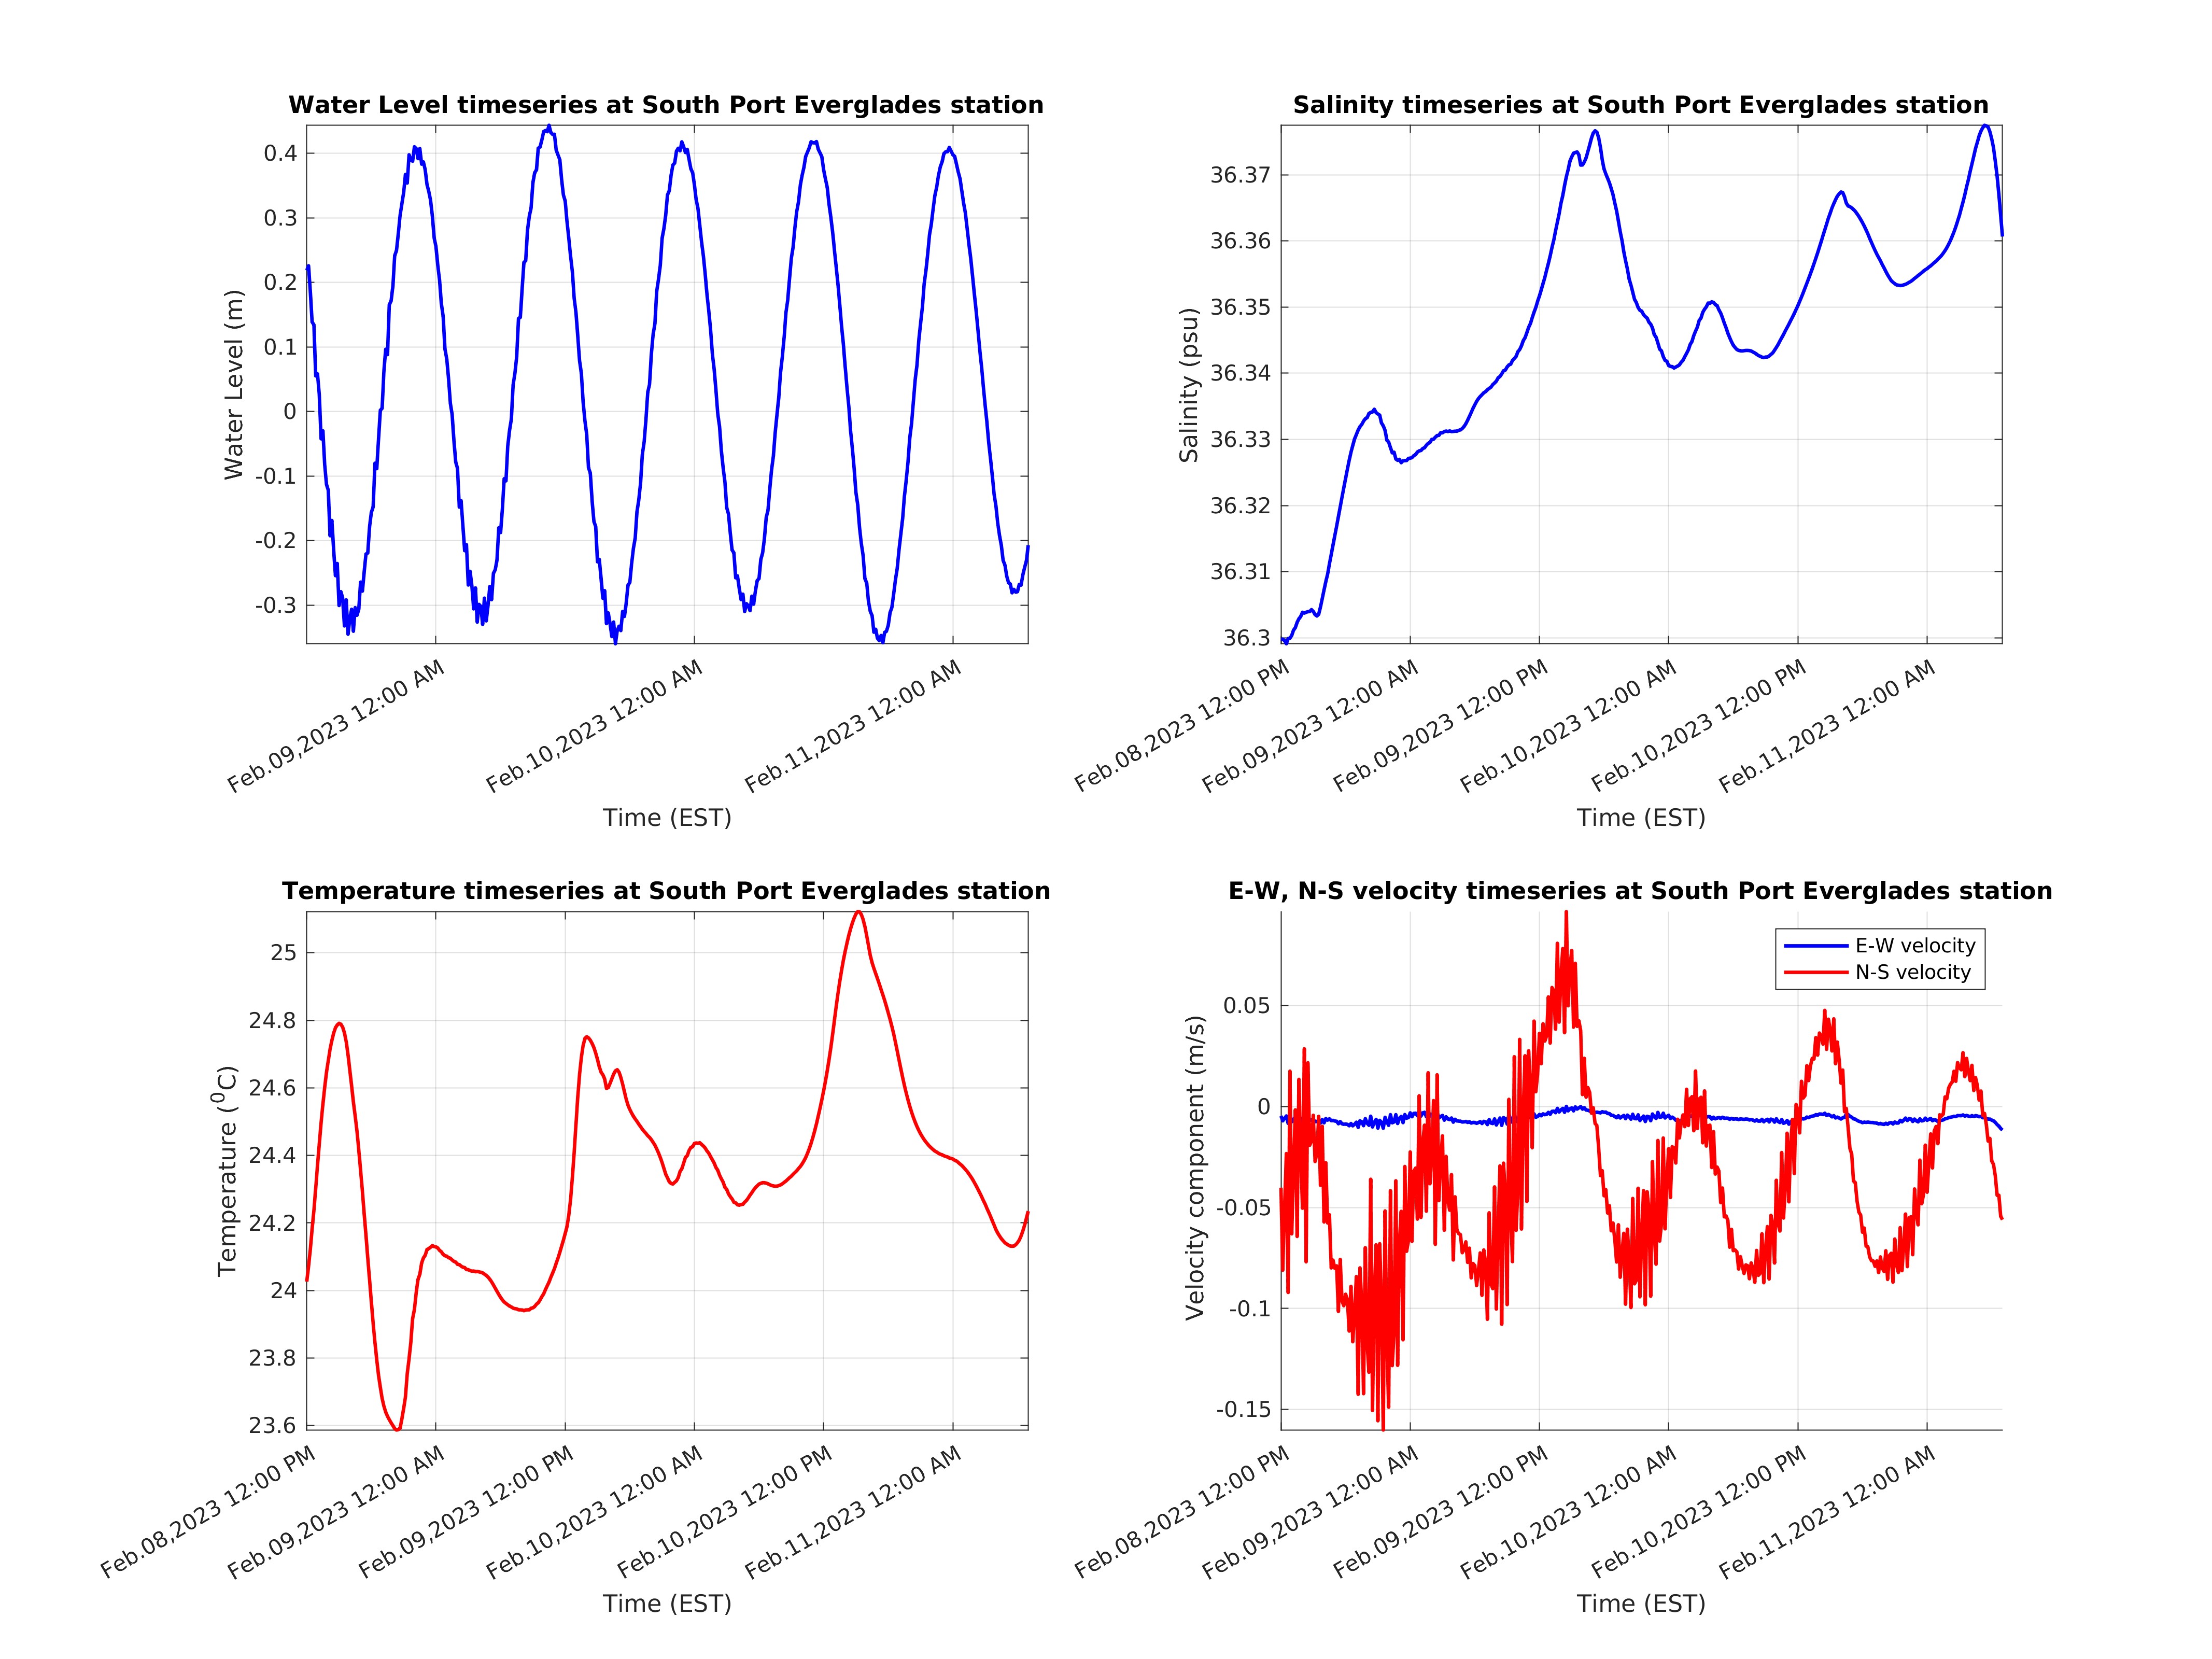 Water Level timeseries at South Port Everglades station
Water Level (m)
0.4
0.3
0.2
0.1
0
-0.1
-0.2
-0.3
Feb.09,2023 12:00 AM
Feb.10,2023 12:00 AM
Feb.11,2023 12:00 AM
Time (EST)
Salinity timeseries at South Port Everglades station
Salinity (psu)
36.37
36.36
36.35
36.34
36.33
36.32
36.31
36.3
Feb.08,2023 12:00 PM
Feb.09,2023 12:00 AM
Feb.09,2023 12:00 PM
Feb.10,2023 12:00 AM
Feb.10,2023 12:00 PM
Feb.11,2023 12:00 AM
Time (EST)
Temperature timeseries at South Port Everglades station
Temperature (⁰C)
25
24.8
24.6
24.4
24.2
24
23.8
23.6
Feb.08,2023 12:00 PM
Feb.09,2023 12:00 AM
Feb.09,2023 12:00 PM
Feb.10,2023 12:00 AM
Feb.10,2023 12:00 PM
Feb.11,2023 12:00 AM
Time (EST)
E-W, N-S velocity timeseries at South Port Everglades station
E-W velocity
N-S velocity
Velocity component (m/s)
0.05
0
-0.05
-0.1
-0.15
Feb.08,2023 12:00 PM
Feb.09,2023 12:00 AM
Feb.09,2023 12:00 PM
Feb.10,2023 12:00 AM
Feb.10,2023 12:00 PM
Feb.11,2023 12:00 AM
Time (EST)